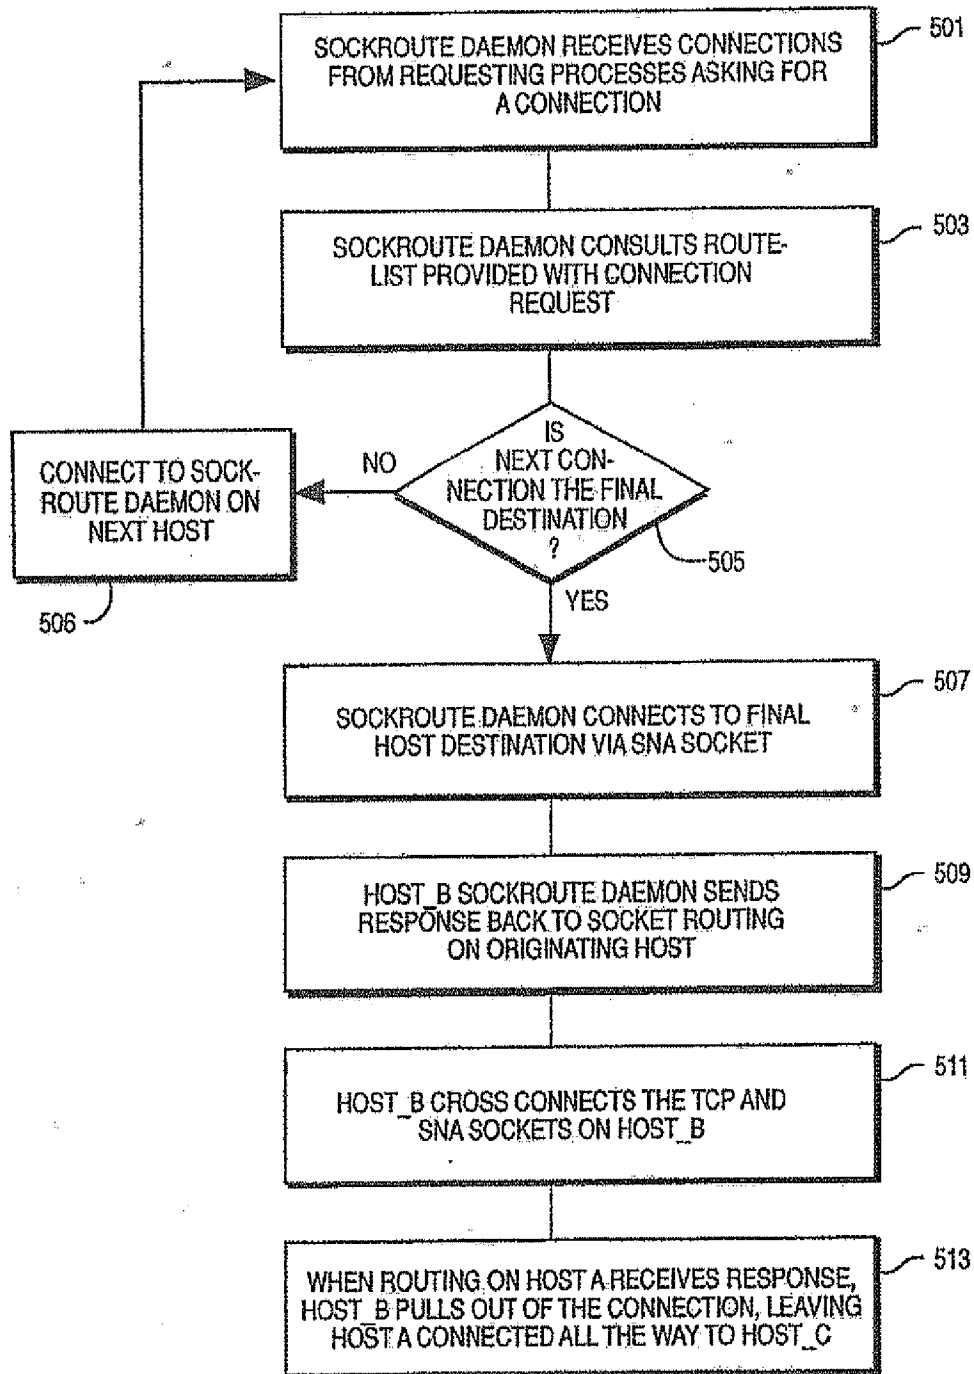 SOCKROUTE DAEMON RECEIVES CONNECTIONS
FROM REQUESTING PROCESSES ASKING FOR
A CONNECTION
501
SOCKROUTE DAEMON CONSULTS ROUTE-
LIST PROVIDED WITH CONNECTION
REQUEST
503
IS
NEXT CON-
NECTION THE FINAL
DESTINATION
?
505
NO
CONNECT TO SOCK-
ROUTE DAEMON ON
NEXT HOST
506
YES
SOCKROUTE DAEMON CONNECTS TO FINAL
HOST DESTINATION VIA SNA SOCKET
507
HOST_B SOCKROUTE DAEMON SENDS
RESPONSE BACK TO SOCKET ROUTING
ON ORIGINATING HOST
509
HOST_B CROSS CONNECTS THE TCP AND
SNA SOCKETS ON HOST_B
511
WHEN ROUTING ON HOST A RECEIVES RESPONSE,
HOST_B PULLS OUT OF THE CONNECTION, LEAVING
HOST A CONNECTED ALL THE WAY TO HOST_C
513